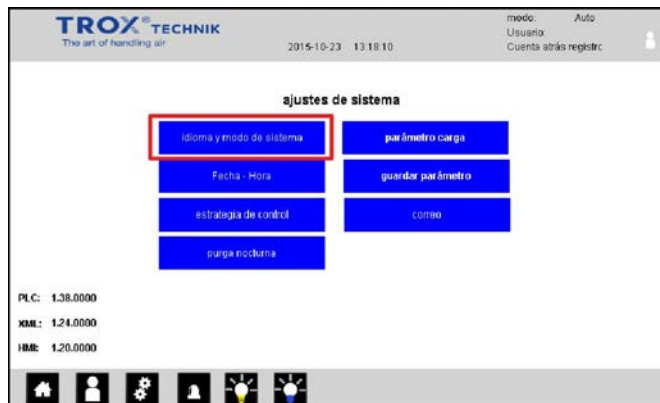 TROX® TECHNIK
The art of handling air
2015-10-23 13:18:10
modo: Auto
Usuario:
Cuenta atrás registrc
ajustes de sistema
idioma y modo de sistema
parámetro carga
Fecha - Hora
guardar parámetro
estrategia de control
correo
purga nocturna
PLC: 1.38.0000
XML: 1.24.0000
HMI: 1.20.0000